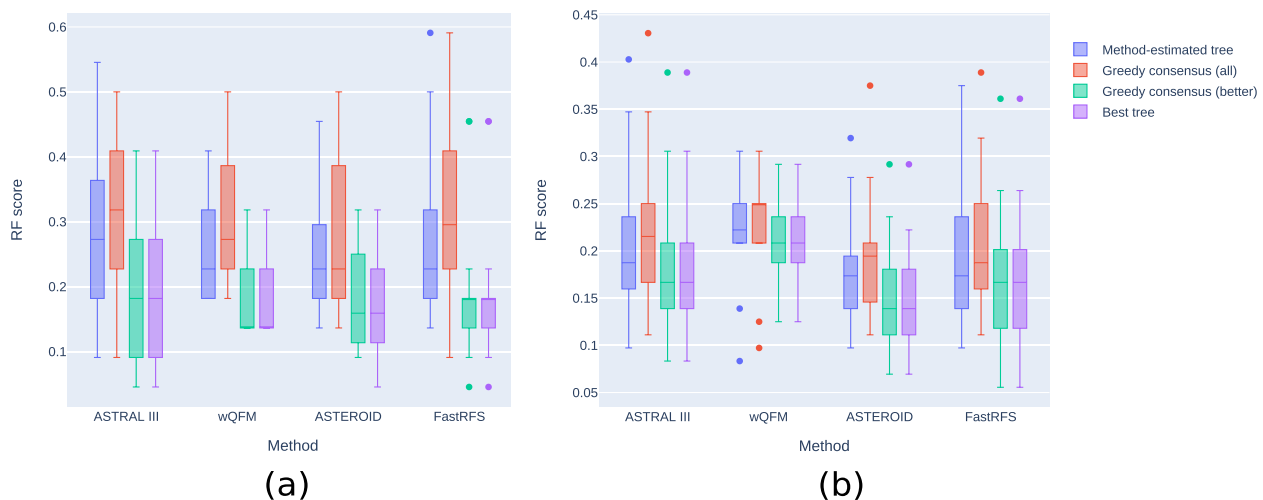 0.6
0.5
0.4
0.3
0.2
0.1
RF score
ASTRAL III
wQFM
ASTEROID
FastRFS
Method
(a)
0.45
0.4
0.35
0.3
0.25
0.2
0.15
0.1
0.05
RF score
ASTRAL III
wQFM
ASTEROID
FastRFS
Method
(b)
Method-estimated tree
Greedy consensus (all)
Greedy consensus (better)
Best tree